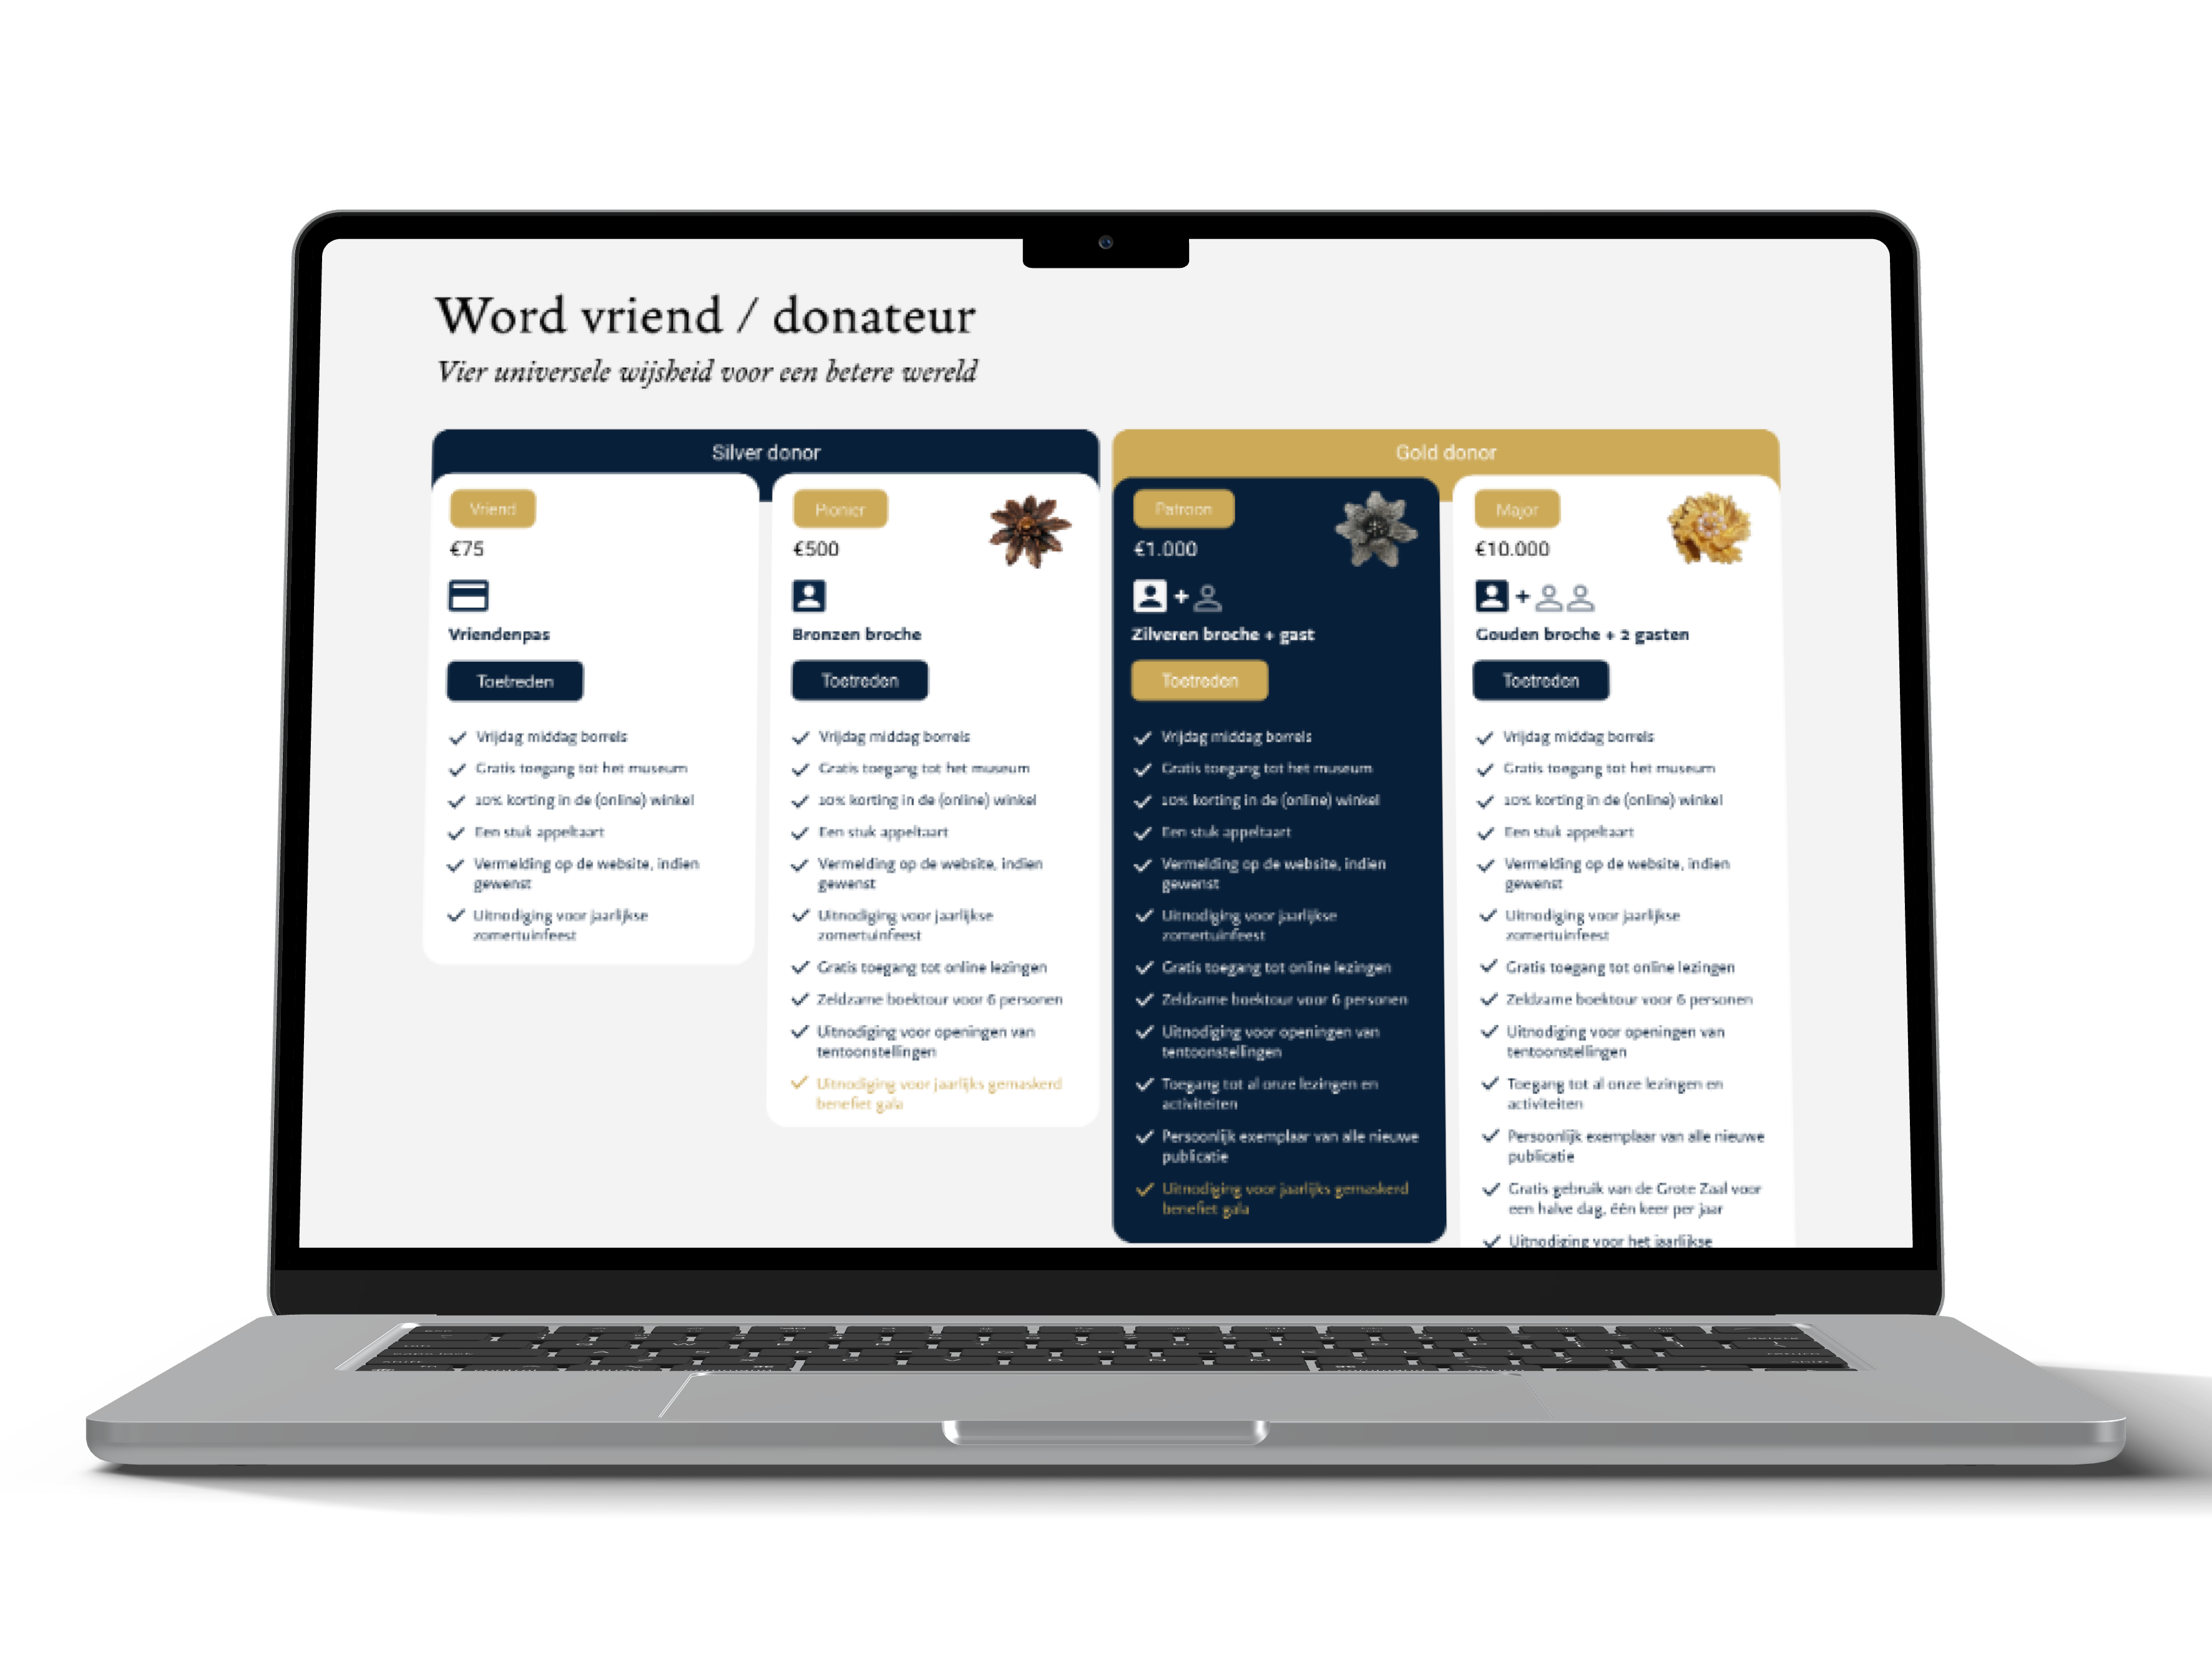 Word vriend / donateur
Vier universele wijsheid voor een betere wereld
Silver donor
Vriend
€75
Vriendenpas
Toetreden
Vrijdag middag borrels
Gratis toegang tot het museum
10% korting in de (online) winkel
Een stuk appeltaart
Vermelding op de website, indien
gewenst
Uitnodiging voor jaarlijkse
zomertuinfeest
Pionier
€500
Bronzen broche
Toetreden
Vrijdag middag borrels
Gratis toegang tot het museum
10% korting in de (online) winkel
Een stuk appeltaart
Vermelding op de website, indien
gewenst
Uitnodiging voor jaarlijkse
zomertuinfeest
Gratis toegang tot online lezingen
Zeldzame boektour voor 6 personen
Uitnodiging voor openingen van
tentoonstellingen
Uitnodiging voor jaarlijks gemaskerd
benefiet gala
Gold donor
Patroon
€1.000
+
Zilveren broche + gast
Toetreden
Vrijdag middag borrels
Gratis toegang tot het museum
10% korting in de (online) winkel
Een stuk appeltaart
Vermelding op de website, indien
gewenst
Uitnodiging voor jaarlijkse
zomertuinfeest
Gratis toegang tot online lezingen
Zeldzame boektour voor 6 personen
Uitnodiging voor openingen van
tentoonstellingen
Toegang tot al onze lezingen en
activiteiten
Persoonlijk exemplaar van alle nieuwe
publicatie
Uitnodiging voor jaarlijks gemaskerd
benefiet gala
Major
€10.000
+
Gouden broche + 2 gasten
Toetreden
Vrijdag middag borrels
Gratis toegang tot het museum
10% korting in de (online) winkel
Een stuk appeltaart
Vermelding op de website, indien
gewenst
Uitnodiging voor jaarlijkse
zomertuinfeest
Gratis toegang tot online lezingen
Zeldzame boektour voor 6 personen
Uitnodiging voor openingen van
tentoonstellingen
Toegang tot al onze lezingen en
activiteiten
Persoonlijk exemplaar van alle nieuwe
publicatie
Gratis gebruik van de Grote Zaal voor
een halve dag, één keer per jaar
Uitnodiging voor het jaarlijkse